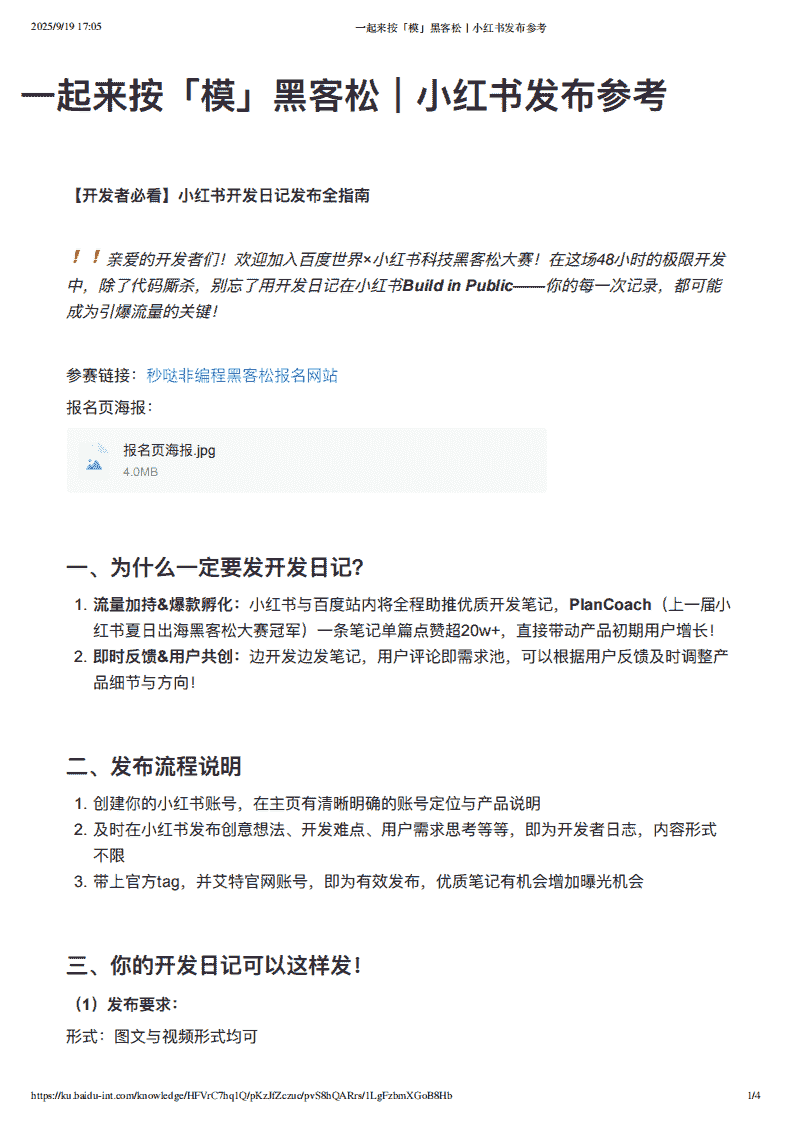 2025/9/19 17:05
一起来按「模」黑客松 | 小红书发布参考
一起来按「模」黑客松 | 小红书发布参考
【开发者必看】小红书开发日记发布全指南
❗❗亲爱的开发者们！欢迎加入百度世界×小红书科技黑客松大赛！在这场48小时的极限开发
中，除了代码厮杀，别忘了用开发日记在小红书Build in Public——你的每一次记录，都可能
成为引爆流量的关键！
参赛链接：秒哒非编程黑客松报名网站
报名页海报：
报名页海报.jpg
4.0MB
一、为什么一定要发开发日记?
1. 流量加持&爆款孵化：小红书与百度站内将全程助推优质开发笔记，PlanCoach（上一届小
红书夏日出海黑客松大赛冠军）一条笔记单篇点赞超20w+，直接带动产品初期用户增长！
2. 即时反馈&用户共创：边开发边发笔记，用户评论即需求池，可以根据用户反馈及时调整产
品细节与方向！
二、发布流程说明
1. 创建你的小红书账号，在主页有清晰明确的账号定位与产品说明
2. 及时在小红书发布创意想法、开发难点、用户需求思考等等，即为开发者日志，内容形式
不限
3. 带上官方tag，并艾特官网账号，即为有效发布，优质笔记有机会增加曝光机会
三、你的开发日记可以这样发！
（1）发布要求：
形式：图文与视频形式均可
https://ku.baidu-int.com/knowledge/HFVrC7hq1Q/pKzJfZczuc/pvS8hQARrs/1LgFzbmXGoB8Hb
1/4